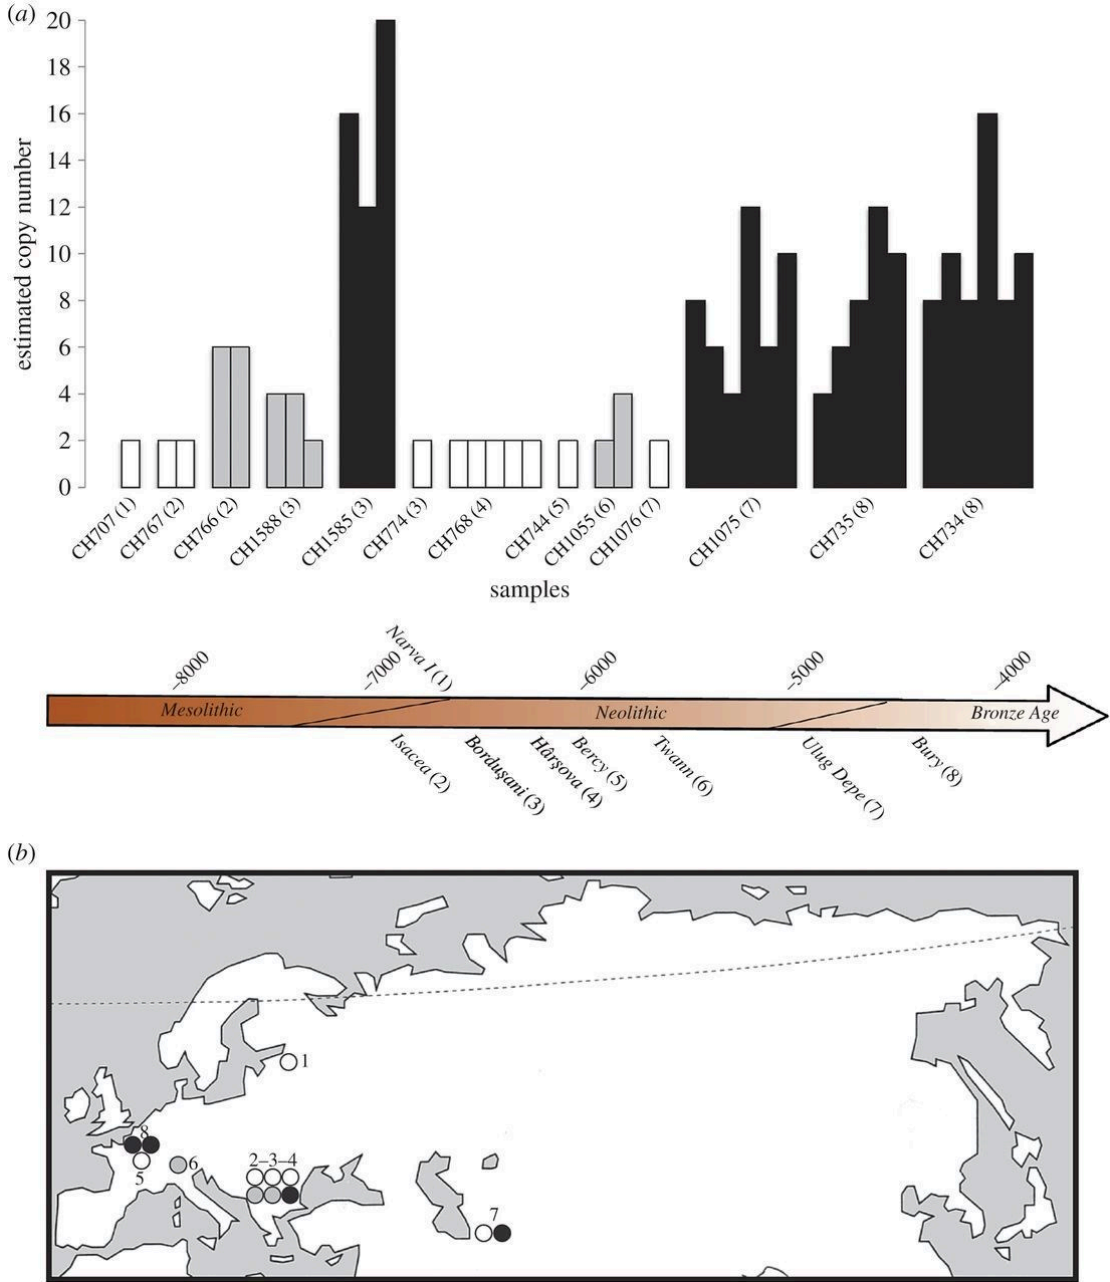 (a)
20
18
16
14
12
10
8
6
4
2
0
estimated copy number
CH707 (1)
CH767 (2)
CH766 (2)
CH1588 (3)
CH1585 (3)
CH774 (3)
CH768 (4)
CH744 (5)
CH1055 (6)
CH1076 (7)
CH1075 (7)
CH735 (8)
CH734 (8)
samples
–8000
–7000
Narva I (1)
–6000
–5000
–4000
Mesolithic
Neolithic
Bronze Age
Isacea (2)
Borduşani (3)
Hârşova (4)
Bercy (5)
Twann (6)
Ulug Depe (7)
Bury (8)
(b)
1
8
5
6
2–3–4
7